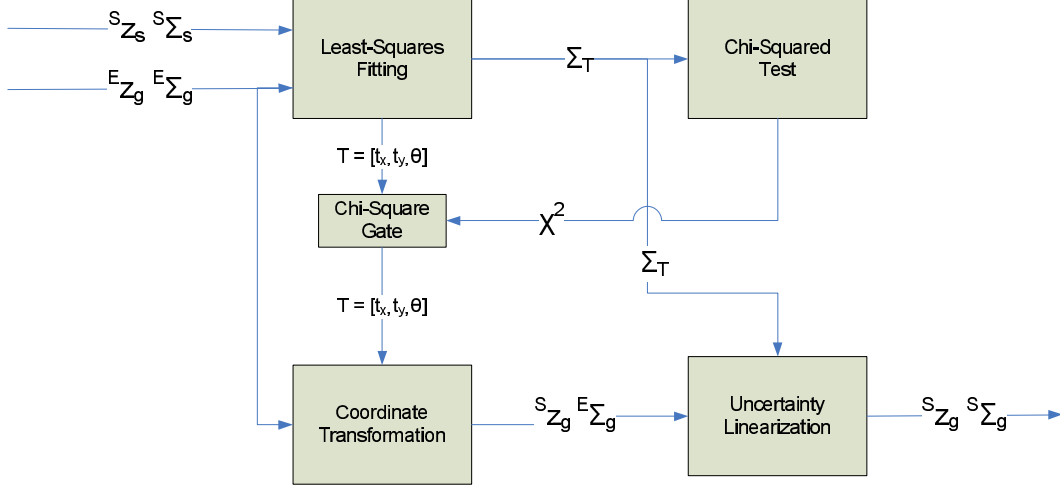 Szs SΣs
Ezg EΣg
Least-Squares
Fitting
ΣT
Chi-Squared
Test
T = [tx, ty, θ]
Chi-Square
Gate
χ2
ΣT
T = [tx, ty, θ]
Coordinate
Transformation
Szg EΣg
Uncertainty
Linearization
Szg SΣg